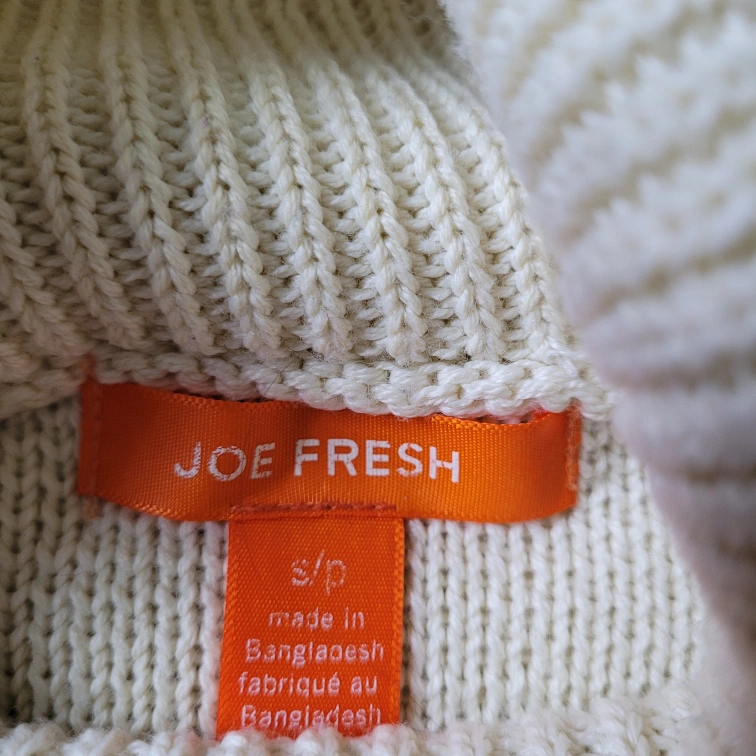 JOE FRESH
s/p
made in
Bangladesh
fabriqué au
Bangladesh